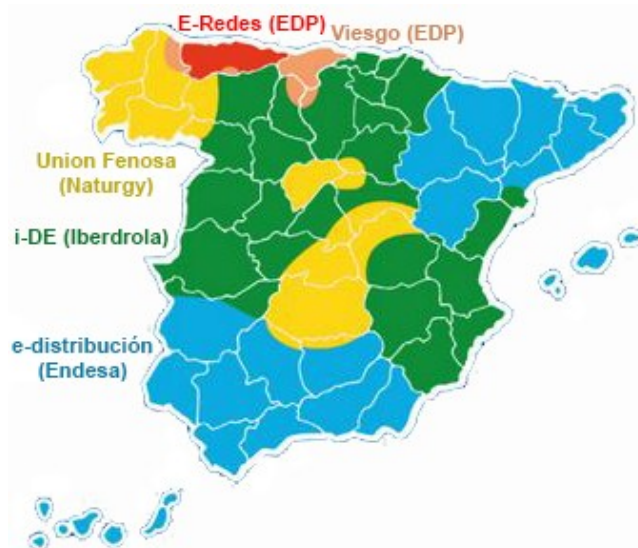 E-Redes (EDP)
Viesgo (EDP)
Union Fenosa
(Naturgy)
i-DE (Iberdrola)
e-distribución
(Endesa)